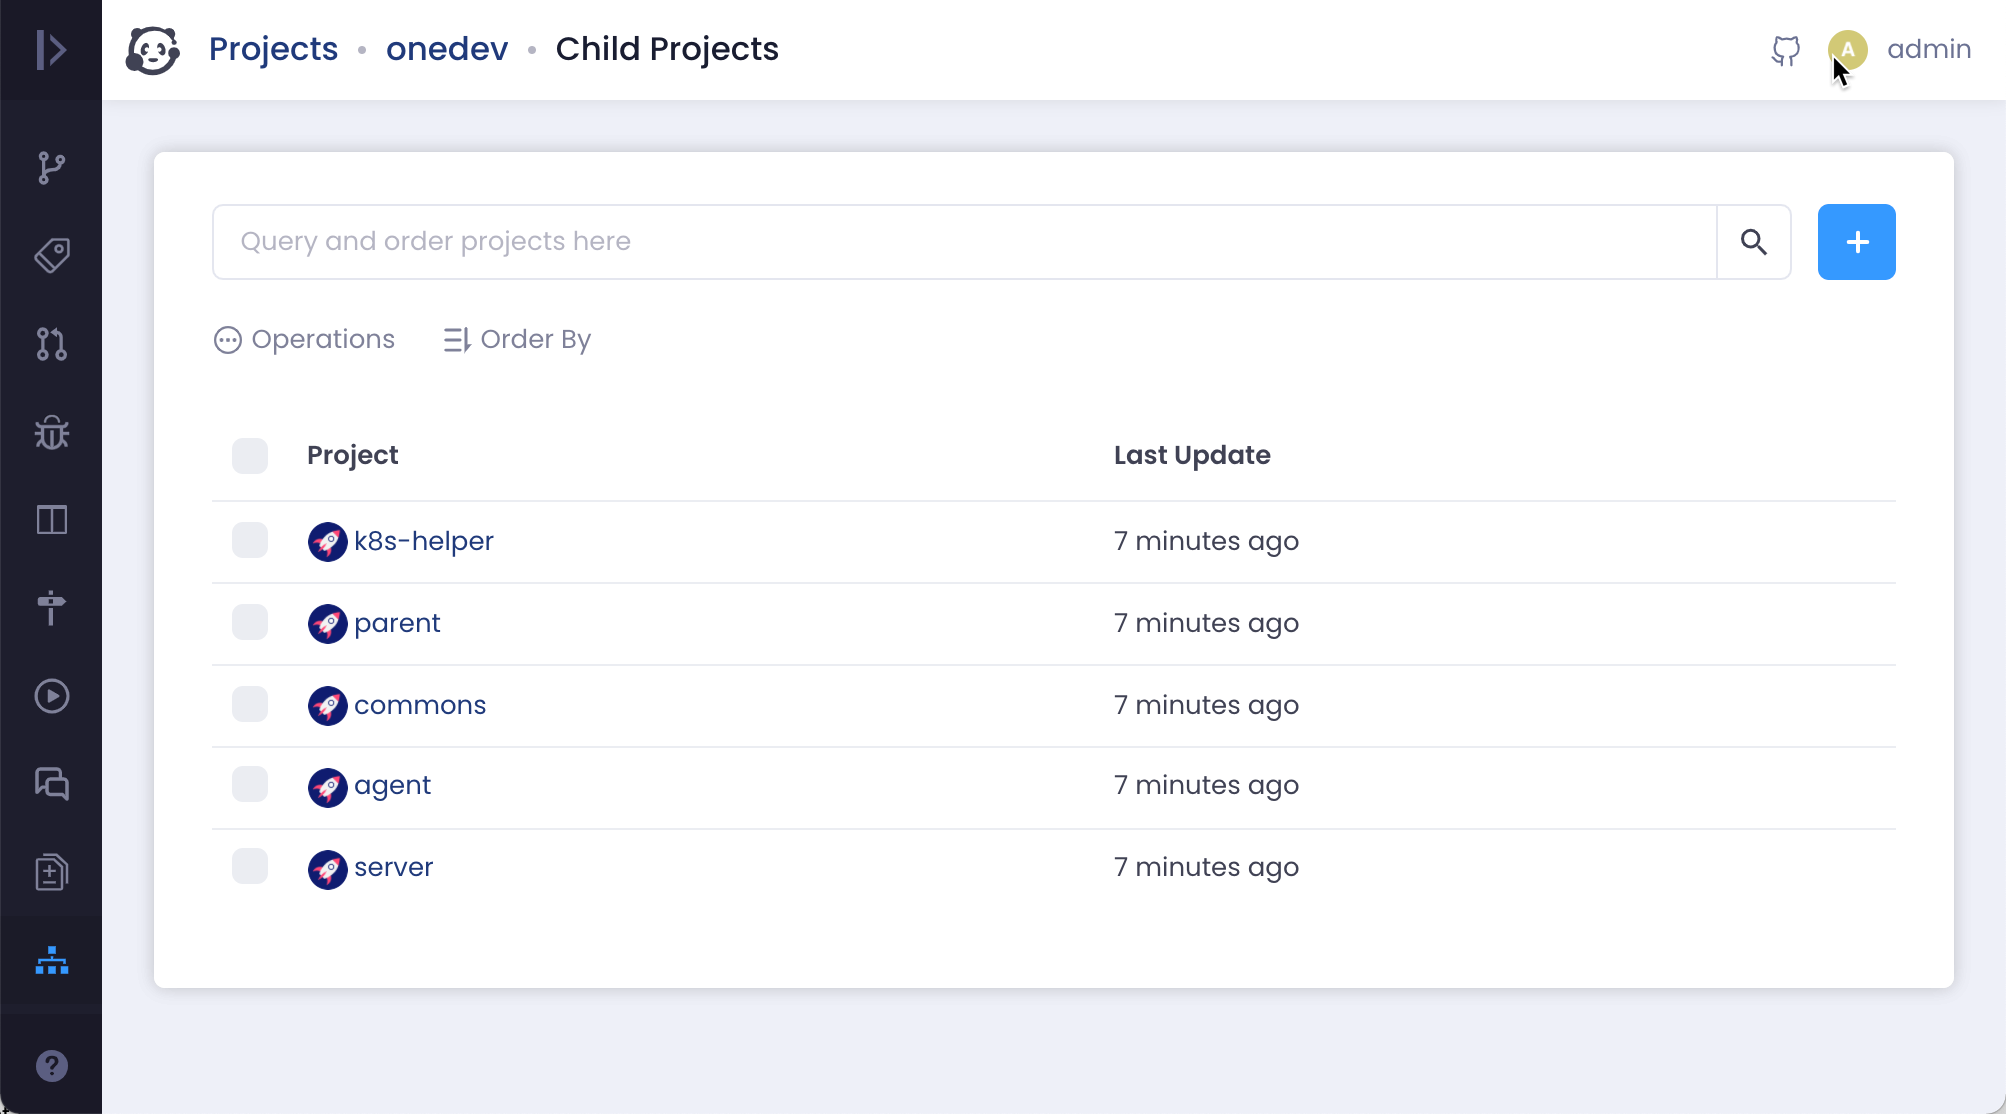 Projects • onedev • Child Projects
A admin
Query and order projects here
+
Operations Order By
Project Last Update
k8s-helper 7 minutes ago
parent 7 minutes ago
commons 7 minutes ago
agent 7 minutes ago
server 7 minutes ago
?